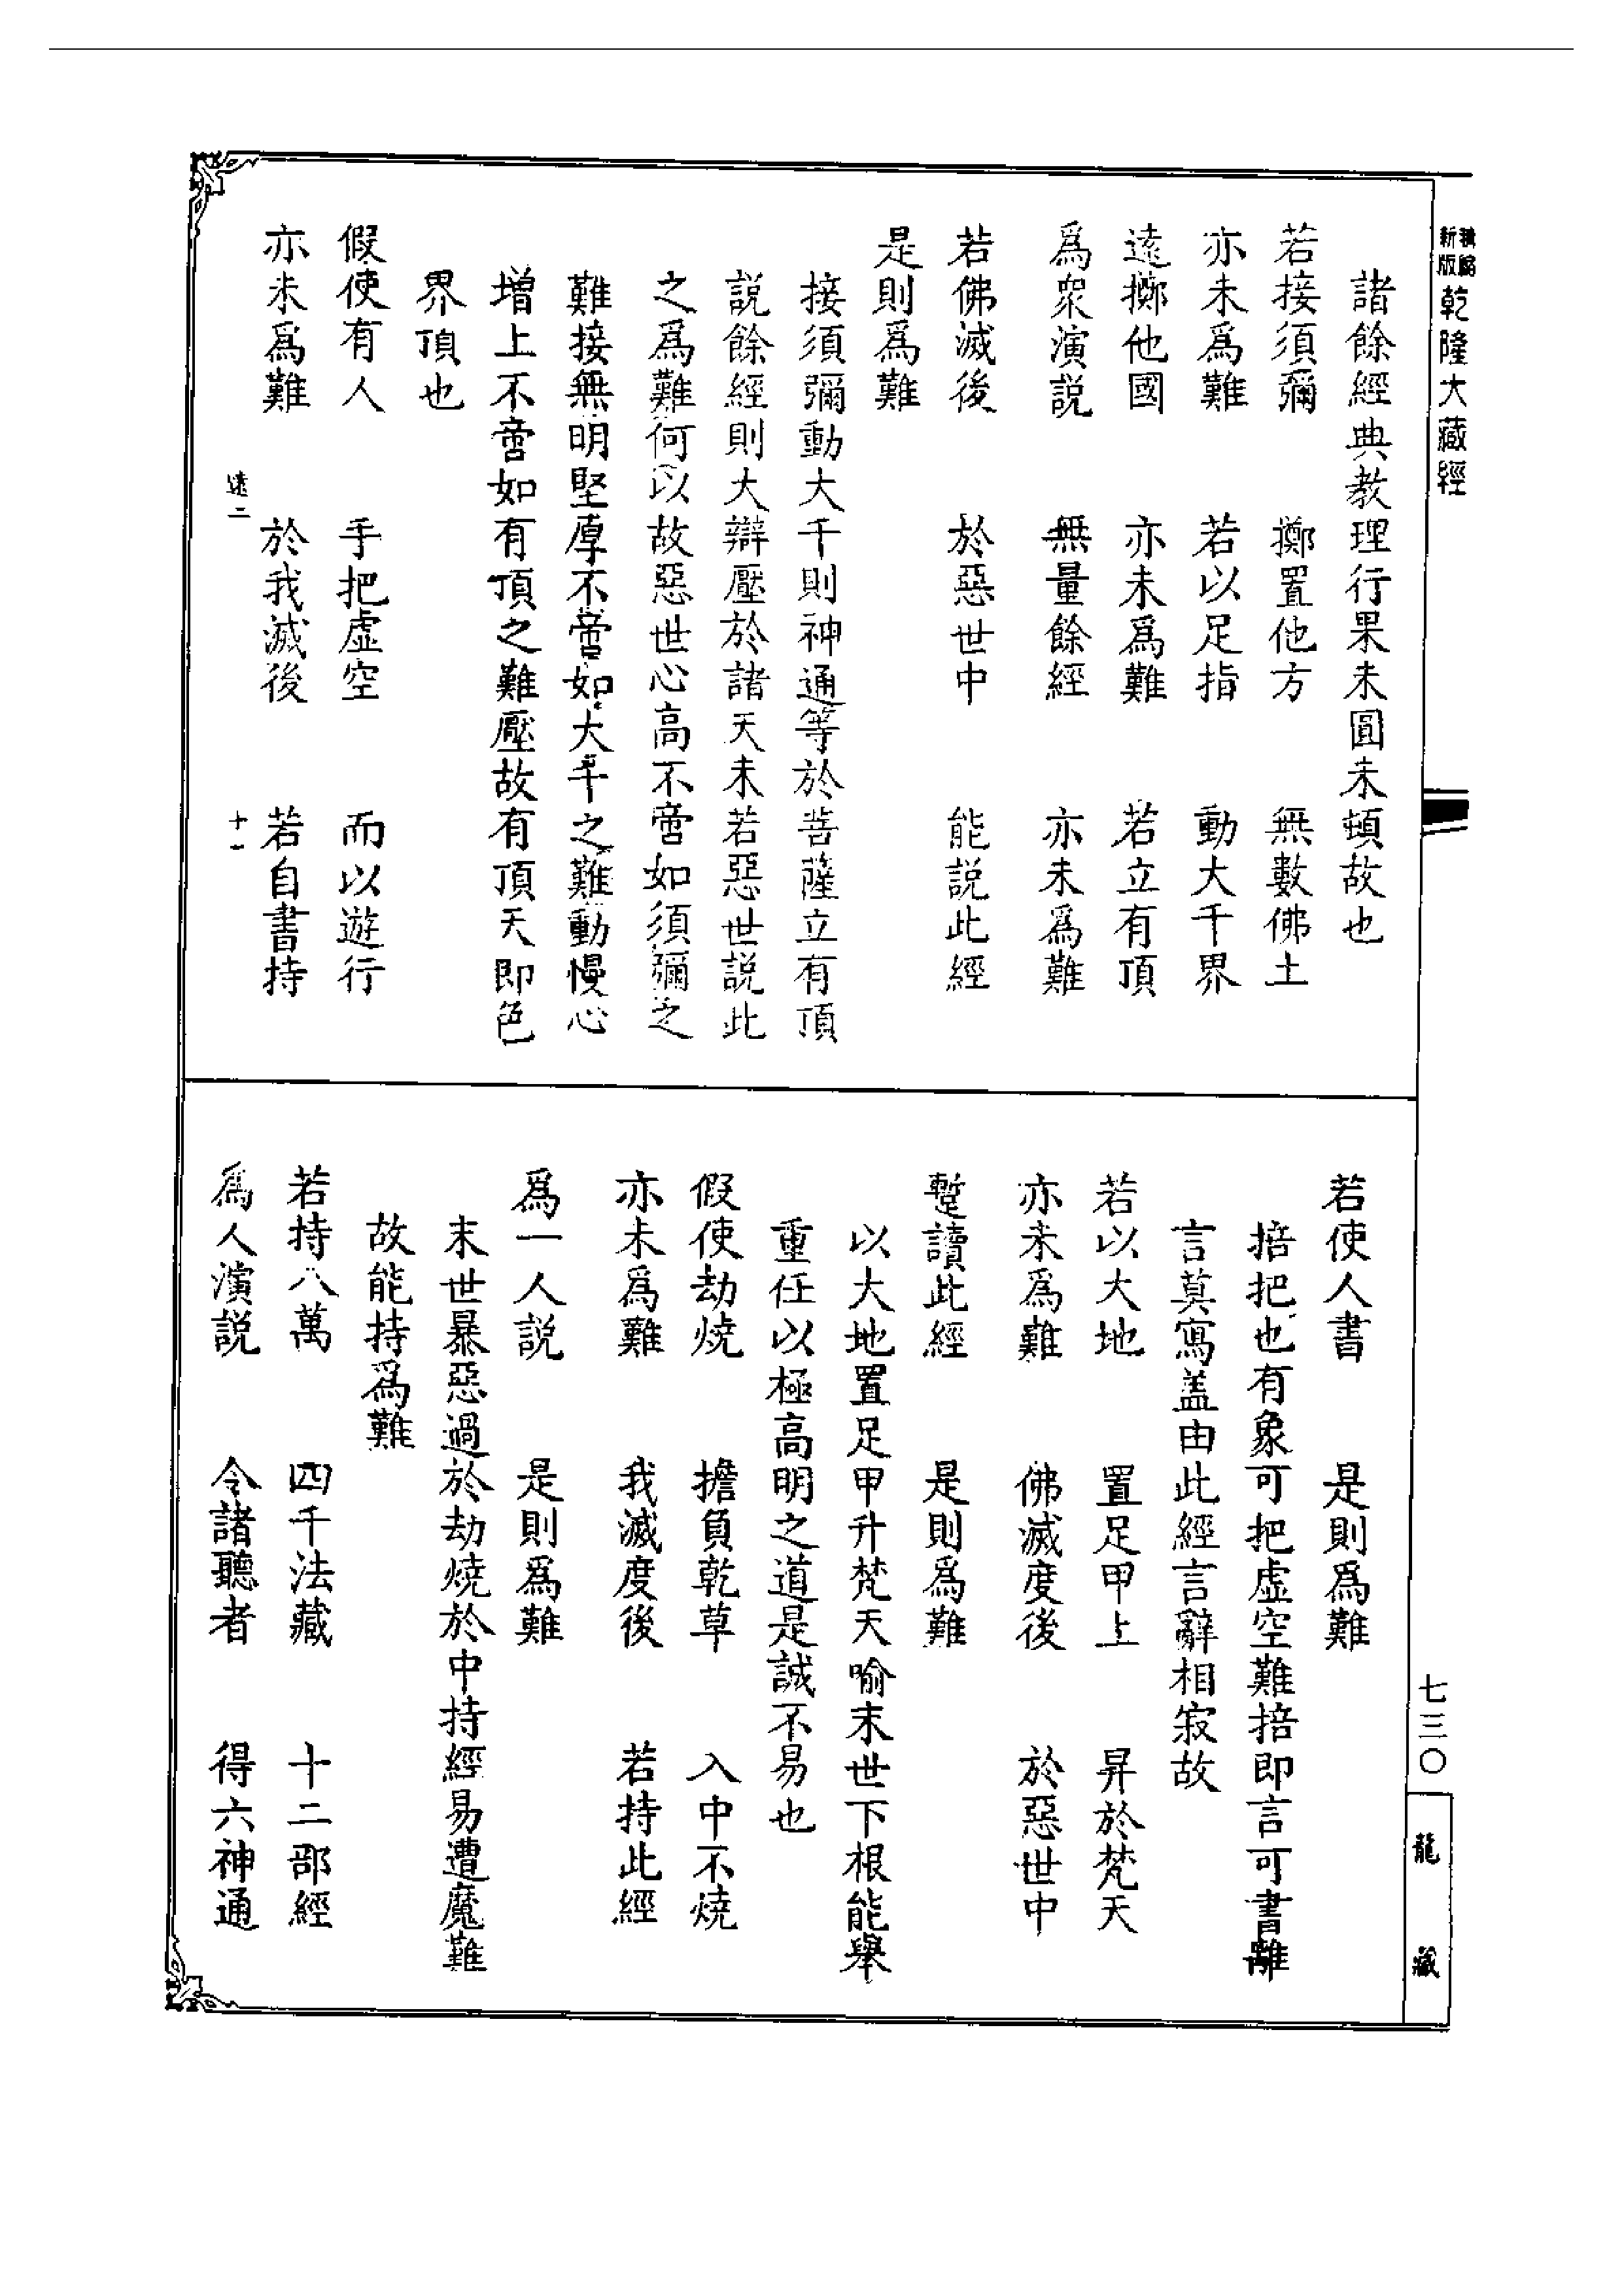 新版
乾隆大藏經
諸餘經典教理行果未圓未頓故也
若接須彌 擲置他方 無數佛土
亦未爲難 若以足指 動大千界
遠擲他國 亦未爲難 若立有頂
爲衆演説 無量餘經 亦未爲難
若佛滅後 於惡世中 能説此經
是則爲難
接須彌動大千則神通等於菩薩立有頂
説餘經則大辯壓於諸天未若惡世説此
之爲難何以故惡世心高不啻如須彌之
難接無明堅厚不啻如大千之難動慢心
增上不啻如有頂之難壓故有頂天即色
界頂也
假使有人 手把虛空 而以遊行
亦未爲難 於我滅後 若自書持
遠二 十一
若使人書 是則爲難
掊把也有象可把虛空難掊即言可書離
言莫寫盖由此經言辭相寂故
若以大地 置足甲上 昇於梵天
亦未爲難 佛滅度後 於惡世中
蹔讀此經 是則爲難
以大地置足甲升梵天喻末世下根能舉
重任以極高明之道是誠不易也
假使劫燒 擔負乾草 入中不燒
亦未爲難 我滅度後 若持此經
爲一人説 是則爲難
末世暴惡過於劫燒於中持經易遭魔難
故能持爲難
若持八萬 四千法藏 十二部經
爲人演説 令諸聽者 得六神通
七三〇
龍藏